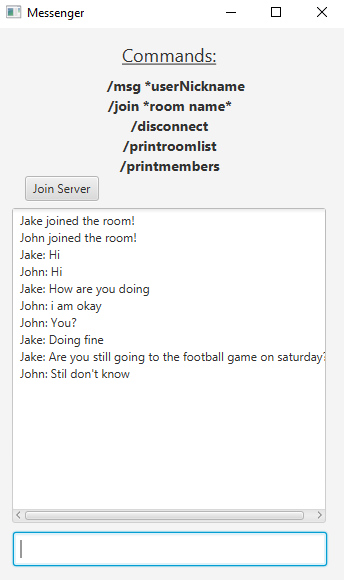 Messenger
Commands:
/msg *userNickname
/join *room name*
/disconnect
/printroomlist
/printmembers
Join Server
Jake joined the room!
John joined the room!
Jake: Hi
John: Hi
Jake: How are you doing
John: i am okay
John: You?
Jake: Doing fine
Jake: Are you still going to the football game on saturday?
John: Stil don't know